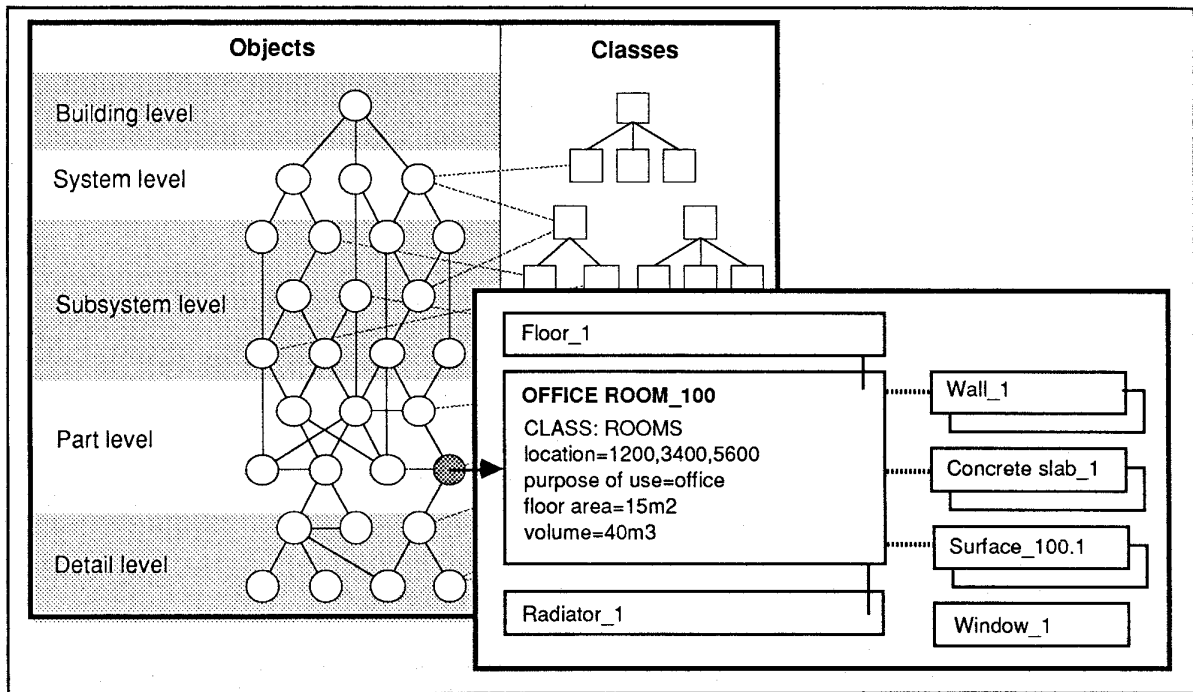 Objects
Classes
Building level
System level
Subsystem level
Part level
Detail level
Floor_1
OFFICE ROOM_100
CLASS: ROOMS
location=1200,3400,5600
purpose of use=office
floor area=15m2
volume=40m3
Radiator_1
Wall_1
Concrete slab_1
Surface_100.1
Window_1